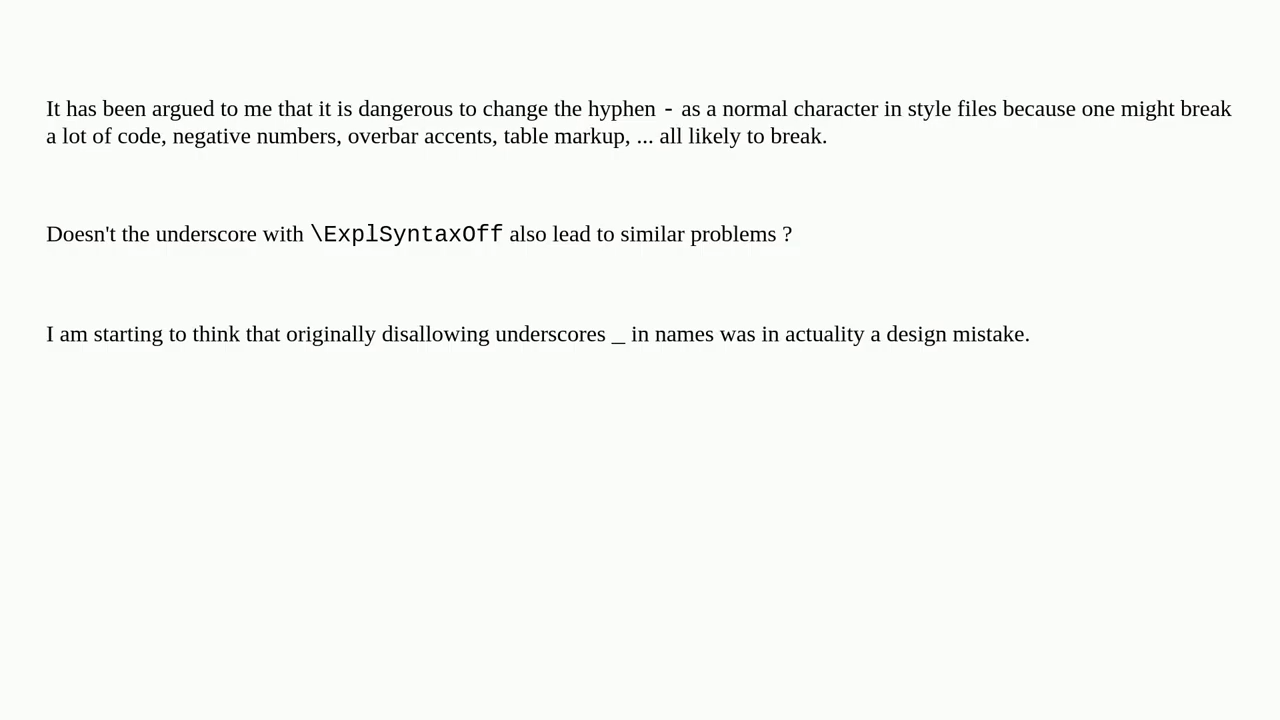 It has been argued to me that it is dangerous to change the hyphen - as a normal character in style files because one might break
a lot of code, negative numbers, overbar accents, table markup, ... all likely to break.
Doesn't the underscore with \ExplSyntaxOff also lead to similar problems ?
I am starting to think that originally disallowing underscores _ in names was in actuality a design mistake.